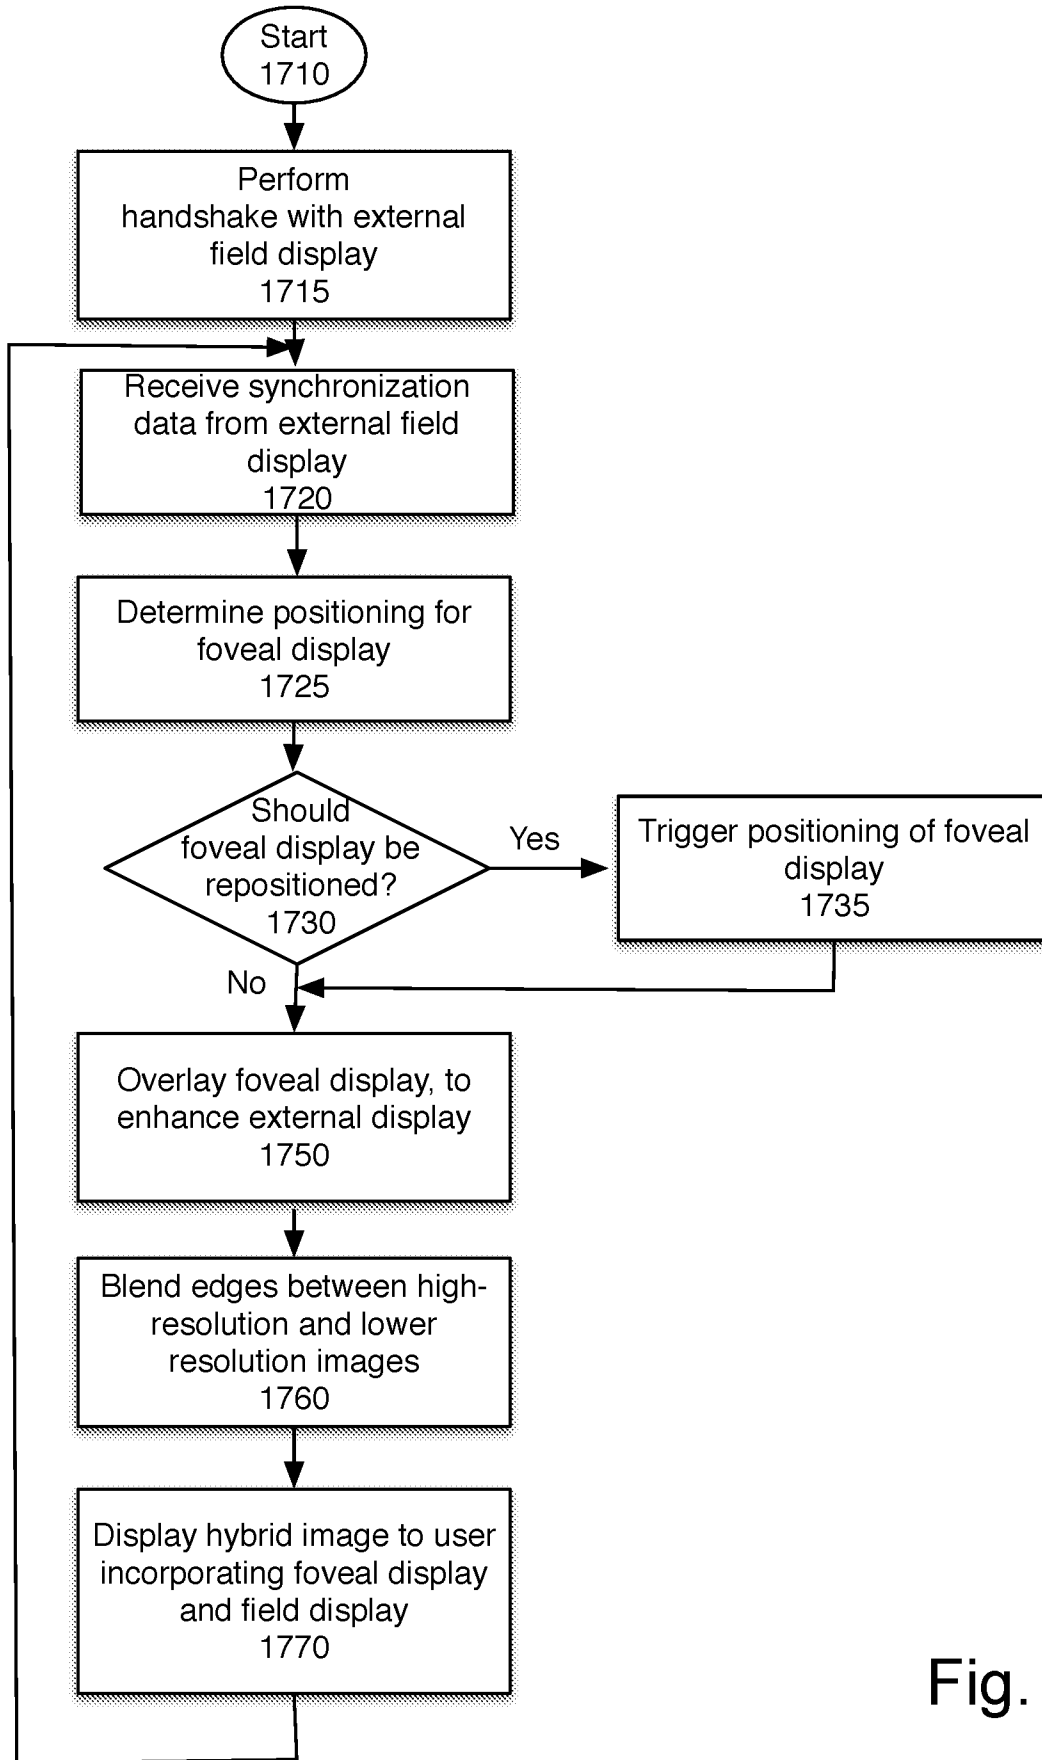 Start
1710
Perform
handshake with external
field display
1715
Receive synchronization
data from external field
display
1720
Determine positioning for
foveal display
1725
Should
foveal display be
repositioned?
1730
Yes
Trigger positioning of foveal
display
1735
No
Overlay foveal display, to
enhance external display
1750
Blend edges between high-
resolution and lower
resolution images
1760
Display hybrid image to user
incorporating foveal display
and field display
1770
Fig.